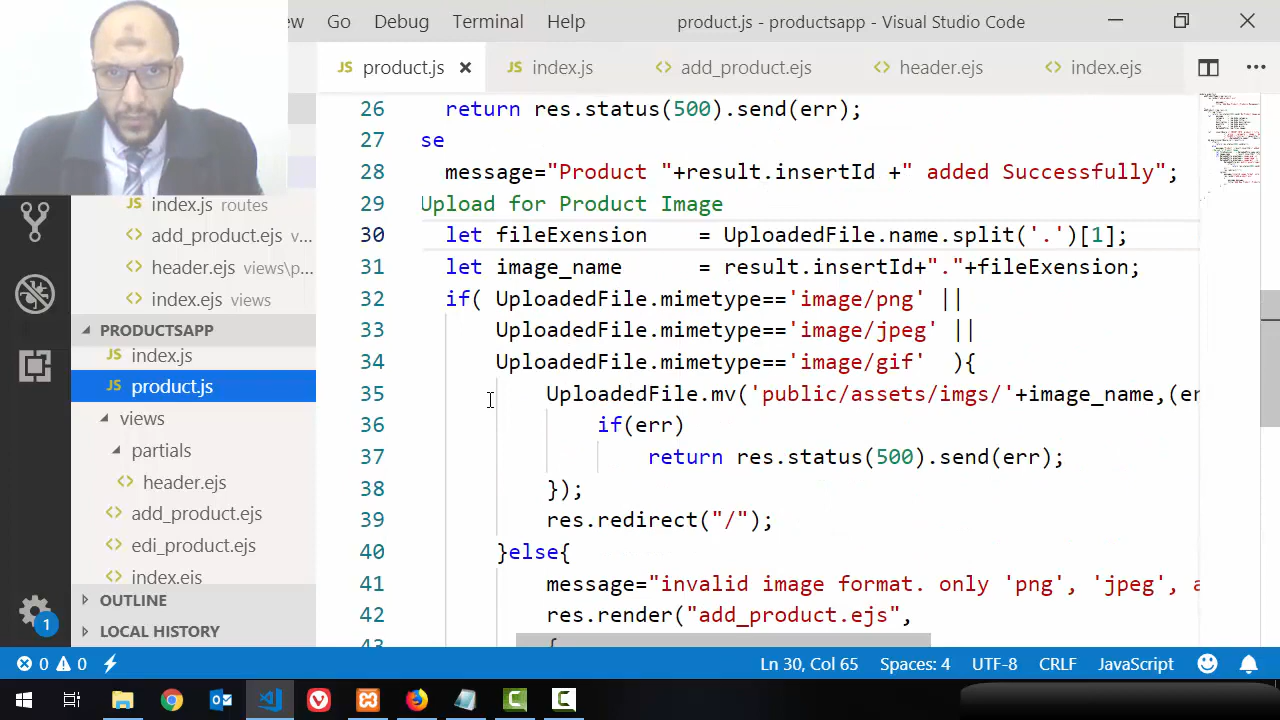 ew Go Debug Terminal Help product.js - productsapp - Visual Studio Code
JS product.js × JS index.js <> add_product.ejs <> header.ejs <> index.ejs ...
index.js routes
<> add_product.ejs v...
<> header.ejs views\p...
<> index.ejs views
PRODUCTSAPP
index.js
JS product.js
views
partials
<> header.ejs
<> add_product.ejs
<> edi_product.ejs
<> index.ejs
OUTLINE
LOCAL HISTORY
1
26 return res.status(500).send(err);
27 se
28 message="Product "+result.insertId +" added Successfully";
29 Upload for Product Image
30 let fileExension = UploadedFile.name.split('.')[1];
31 let image_name = result.insertId+"."+fileExension;
32 if( UploadedFile.mimetype=='image/png' ||
33 UploadedFile.mimetype=='image/jpeg' ||
34 UploadedFile.mimetype=='image/gif' ){
35 UploadedFile.mv('public/assets/imgs/'+image_name,(er
36 if(err)
37 return res.status(500).send(err);
38 });
39 res.redirect("/");
40 }else{
41 message="invalid image format. only 'png', 'jpeg', a
42 res.render("add_product.ejs",
43 {
0 0 Ln 30, Col 65 Spaces: 4 UTF-8 CRLF JavaScript